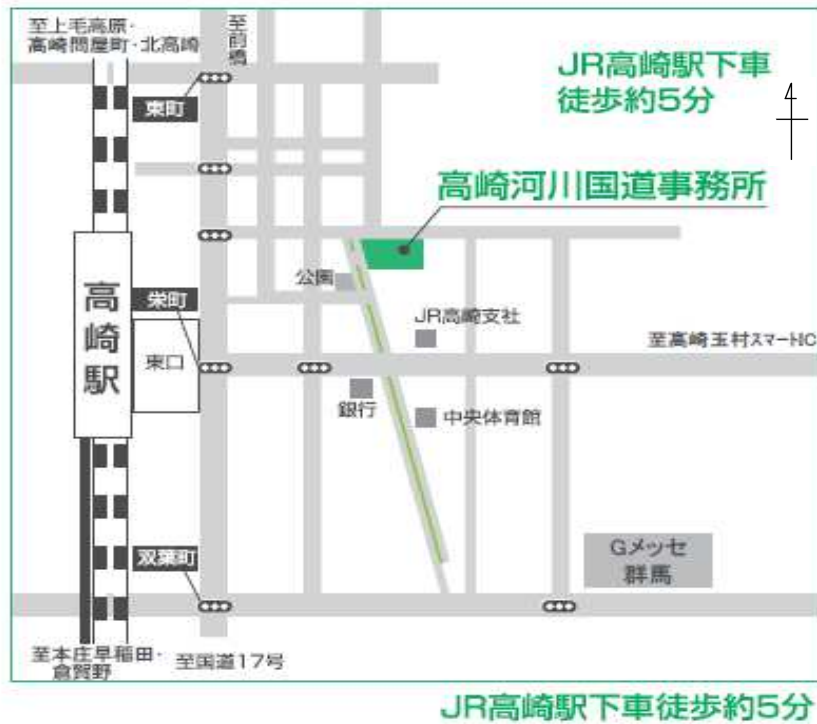 至上毛高原・
高崎問屋町・北高崎
至前橋
JR高崎駅下車
徒歩約5分
東町
高崎河川国道事務所
公園
栄町
高崎駅
東口
JR高崎支社
至高崎玉村スマートIC
銀行
中央体育館
双葉町
Gメッセ
群馬
至本庄早稲田・
倉賀野
至国道17号
JR高崎駅下車徒歩約5分